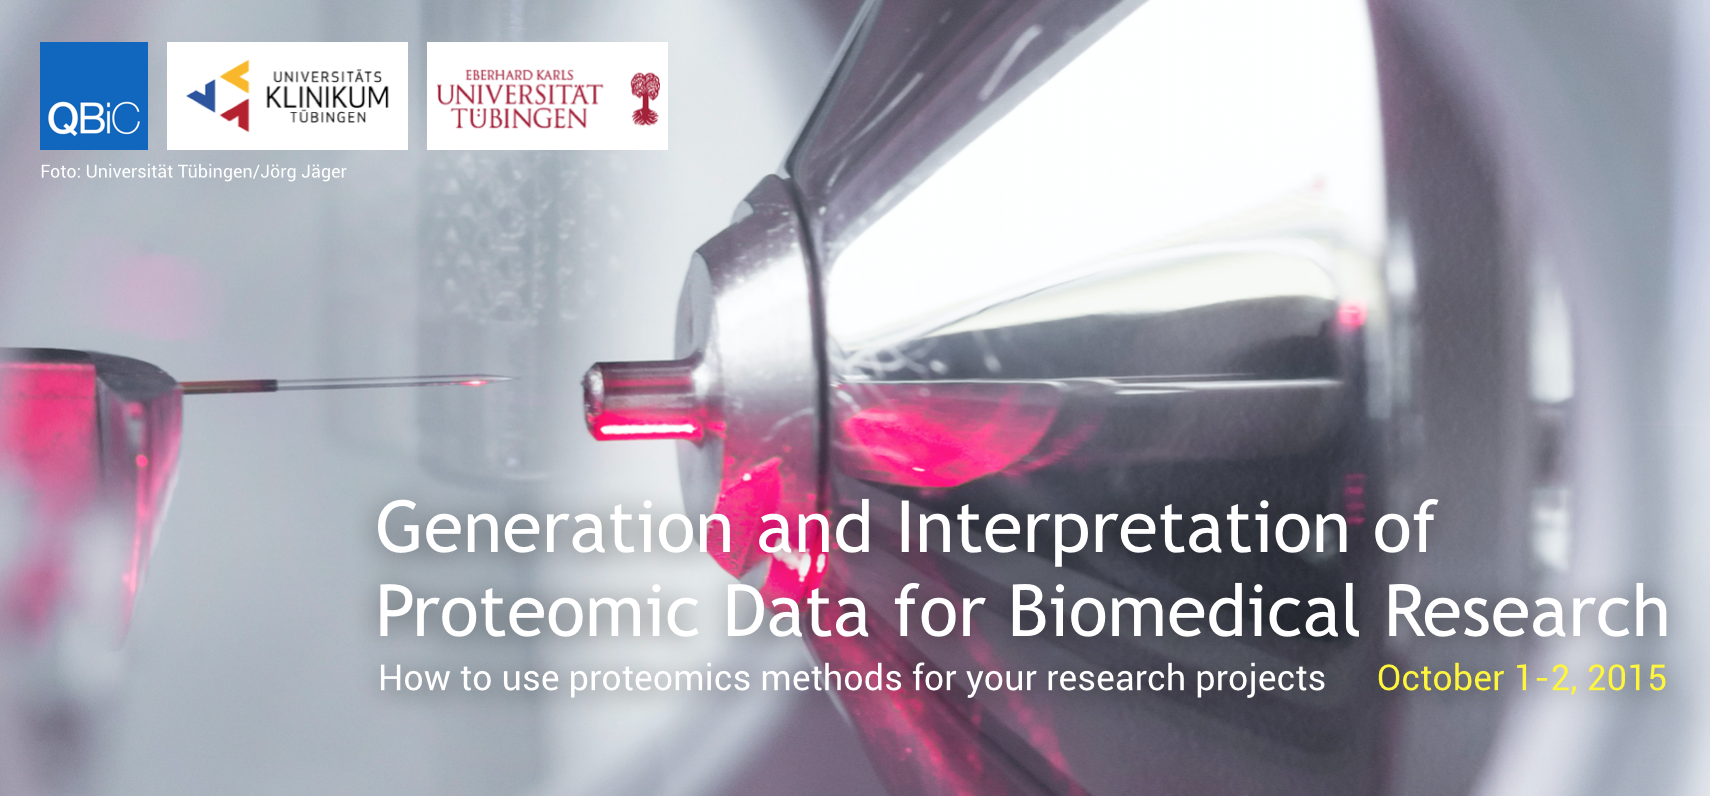 QBiC
UNIVERSITÄTS
KLINIKUM
TÜBINGEN
EBERHARD KARLS
UNIVERSITÄT
TÜBINGEN
Foto: Universität Tübingen/Jörg Jäger
Generation and Interpretation of
Proteomic Data for Biomedical Research
How to use proteomics methods for your research projects October 1-2, 2015